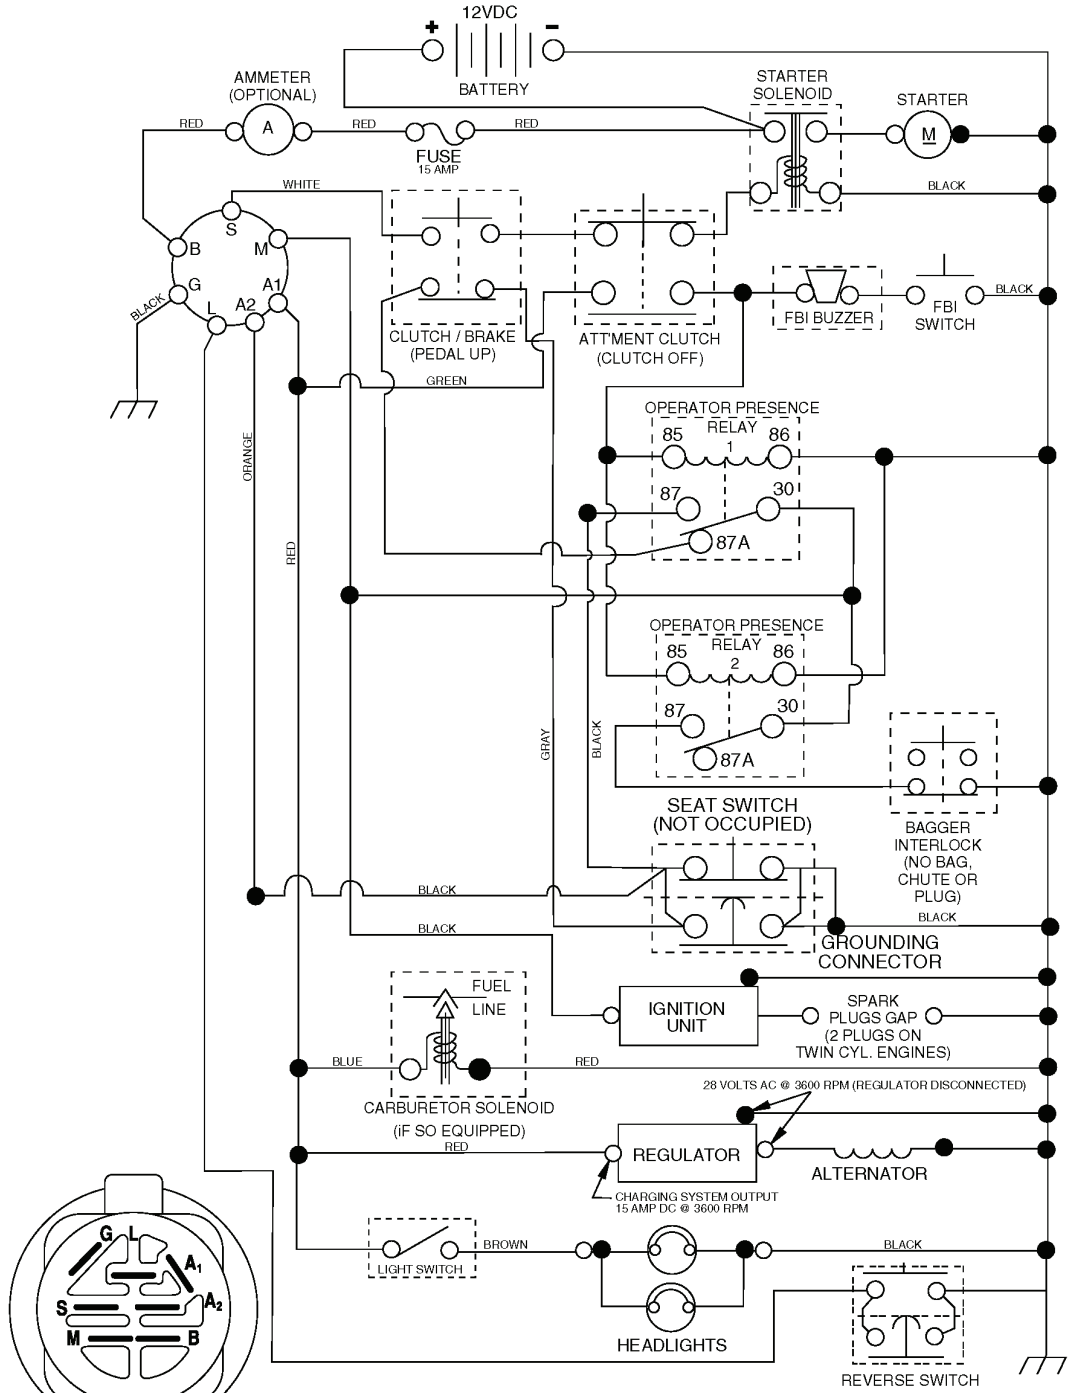 12VDC
+
−
BATTERY
AMMETER
(OPTIONAL)
A
RED
RED
RED
FUSE
15 AMP
STARTER
SOLENOID
STARTER
M
BLACK
WHITE
S
B
M
G
A1
A2
L
BLACK
CLUTCH / BRAKE
(PEDAL UP)
ATT'MENT CLUTCH
(CLUTCH OFF)
FBI BUZZER
FBI
SWITCH
BLACK
GREEN
OPERATOR PRESENCE
RELAY
1
85
86
87
30
87A
ORANGE
RED
OPERATOR PRESENCE
RELAY
2
85
86
87
30
87A
GRAY
BLACK
SEAT SWITCH
(NOT OCCUPIED)
BAGGER
INTERLOCK
(NO BAG,
CHUTE OR
PLUG)
BLACK
BLACK
BLACK
GROUNDING
CONNECTOR
FUEL
LINE
IGNITION
UNIT
SPARK
PLUGS GAP
(2 PLUGS ON
TWIN CYL. ENGINES)
BLUE
RED
CARBURETOR SOLENOID
(iF SO EQUIPPED)
28 VOLTS AC @ 3600 RPM (REGULATOR DISCONNECTED)
RED
REGULATOR
ALTERNATOR
CHARGING SYSTEM OUTPUT
15 AMP DC @ 3600 RPM
LIGHT SWITCH
BROWN
BLACK
HEADLIGHTS
REVERSE SWITCH
G
L
A1
A2
S
M
B